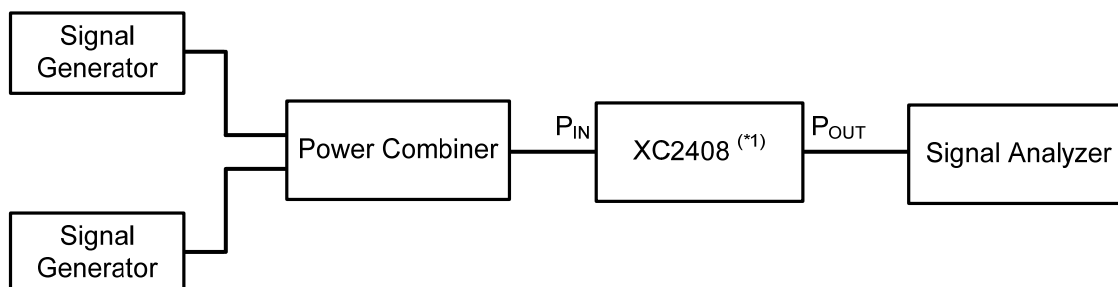 Signal
Generator
Power Combiner
P_IN
XC2408 (*1)
P_OUT
Signal Analyzer
Signal
Generator